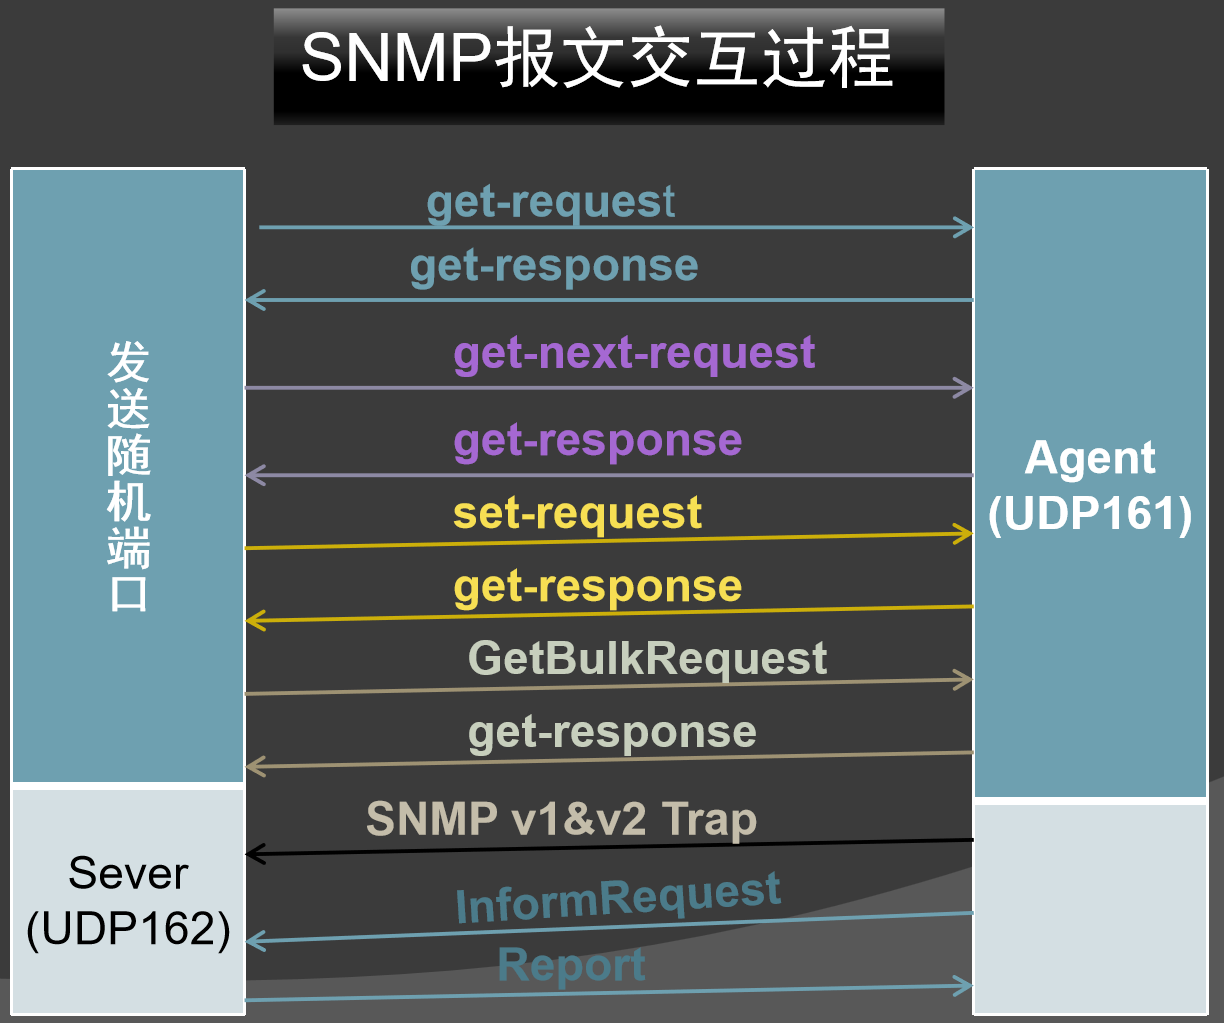 SNMP报文交互过程
get-request
get-response
get-next-request
get-response
set-request
get-response
GetBulkRequest
get-response
SNMP v1&v2 Trap
InformRequest
Report
发
送
随
机
端
口
Sever
(UDP162)
Agent
(UDP161)